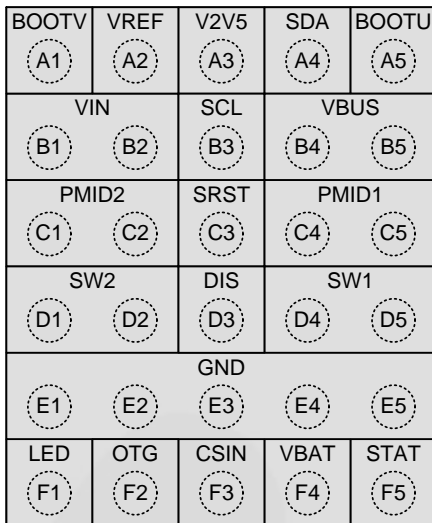 BOOTV VREF V2V5 SDA BOOTU
A1 A2 A3 A4 A5
VIN SCL VBUS
B1 B2 B3 B4 B5
PMID2 SRST PMID1
C1 C2 C3 C4 C5
SW2 DIS SW1
D1 D2 D3 D4 D5
GND
E1 E2 E3 E4 E5
LED OTG CSIN VBAT STAT
F1 F2 F3 F4 F5